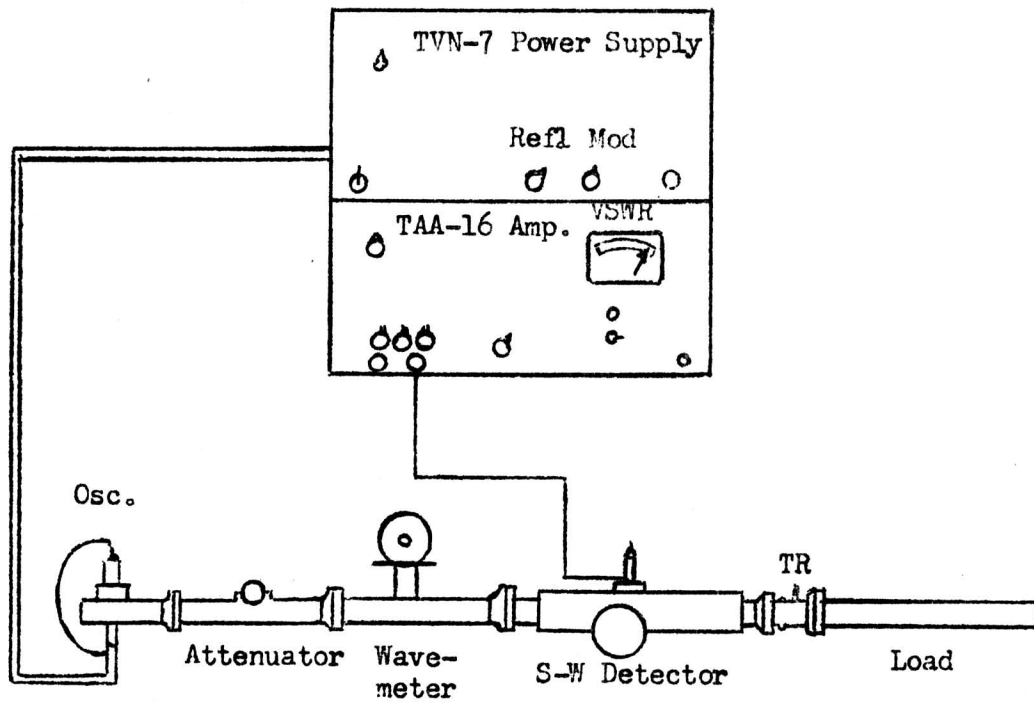 TVN-7 Power Supply
Refl Mod
VSWR
TAA-16 Amp.
Osc.
TR
Attenuator
Wave-
meter
S-W Detector
Load